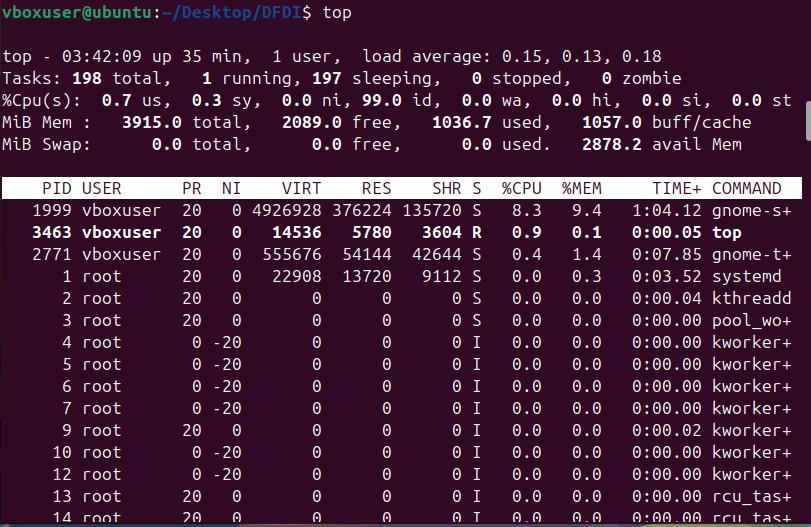 vboxuser@ubuntu:~/Desktop/DFDI$ top
top - 03:42:09 up 35 min,  1 user,  load average: 0.15, 0.13, 0.18
Tasks: 198 total,   1 running, 197 sleeping,   0 stopped,   0 zombie
%Cpu(s):  0.7 us,  0.3 sy,  0.0 ni, 99.0 id,  0.0 wa,  0.0 hi,  0.0 si,  0.0 st
MiB Mem :   3915.0 total,   2089.0 free,   1036.7 used,   1057.0 buff/cache
MiB Swap:      0.0 total,      0.0 free,      0.0 used.   2878.2 avail Mem
PID USER      PR  NI    VIRT    RES    SHR S  %CPU  %MEM     TIME+ COMMAND
1999 vboxuser  20   0 4926928 376224 135720 S   8.3   9.4   1:04.12 gnome-s+
3463 vboxuser  20   0   14536   5780   3604 R   0.9   0.1   0:00.05 top
2771 vboxuser  20   0  555676  54144  42644 S   0.4   1.4   0:07.85 gnome-t+
1 root      20   0   22908  13720   9112 S   0.0   0.3   0:03.52 systemd
2 root      20   0       0      0      0 S   0.0   0.0   0:00.04 kthreadd
3 root      20   0       0      0      0 S   0.0   0.0   0:00.00 pool_wo+
4 root       0 -20       0      0      0 I   0.0   0.0   0:00.00 kworker+
5 root       0 -20       0      0      0 I   0.0   0.0   0:00.00 kworker+
6 root       0 -20       0      0      0 I   0.0   0.0   0:00.00 kworker+
7 root       0 -20       0      0      0 I   0.0   0.0   0:00.00 kworker+
9 root      20   0       0      0      0 I   0.0   0.0   0:00.02 kworker+
10 root       0 -20       0      0      0 I   0.0   0.0   0:00.00 kworker+
12 root       0 -20       0      0      0 I   0.0   0.0   0:00.00 kworker+
13 root      20   0       0      0      0 I   0.0   0.0   0:00.00 rcu_tas+
14 root      20   0       0      0      0 I   0.0   0.0   0:00.00 rcu_tas+